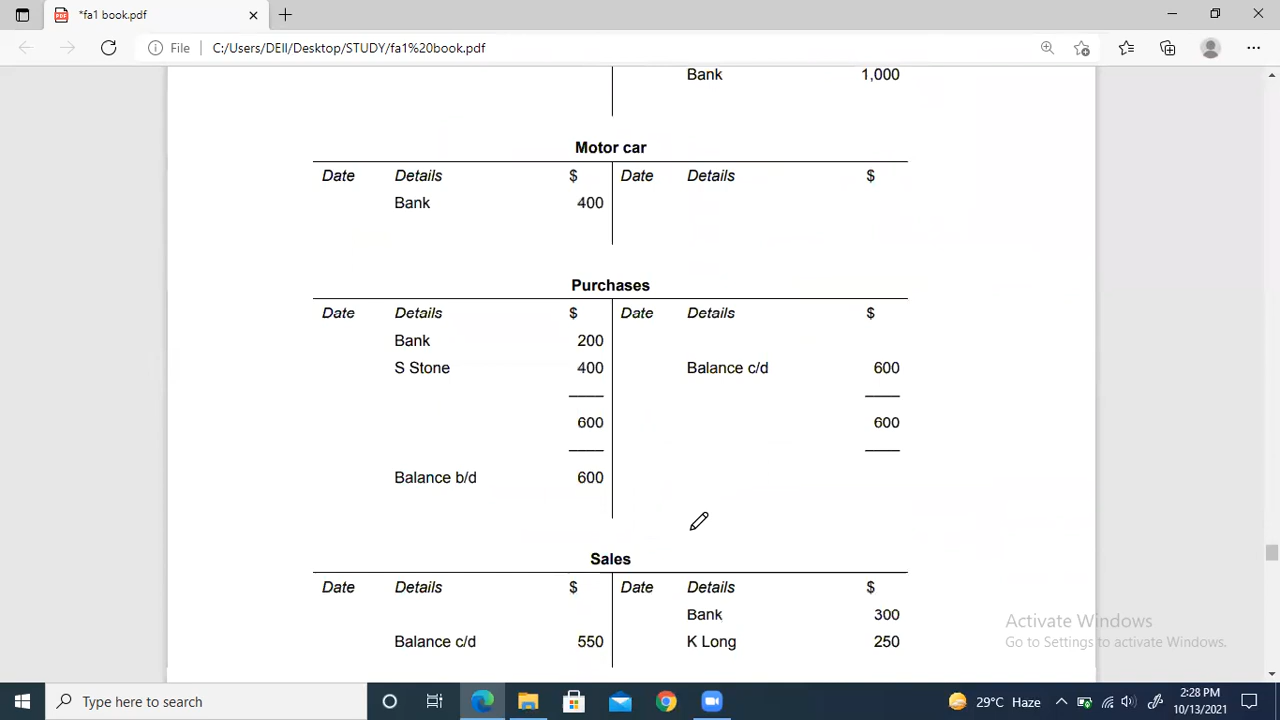 *fa1 book.pdf
File C:/Users/DEll/Desktop/STUDY/fa1%20book.pdf
Bank 1,000
Motor car
Date Details $ Date Details $
Bank 400
Purchases
Date Details $ Date Details $
Bank 200
S Stone 400 Balance c/d 600
600 600
Balance b/d 600
Sales
Date Details $ Date Details $
Bank 300
Balance c/d 550 K Long 250
Activate Windows
Go to Settings to activate Windows.
Type here to search
29°C Haze
2:28 PM
10/13/2021